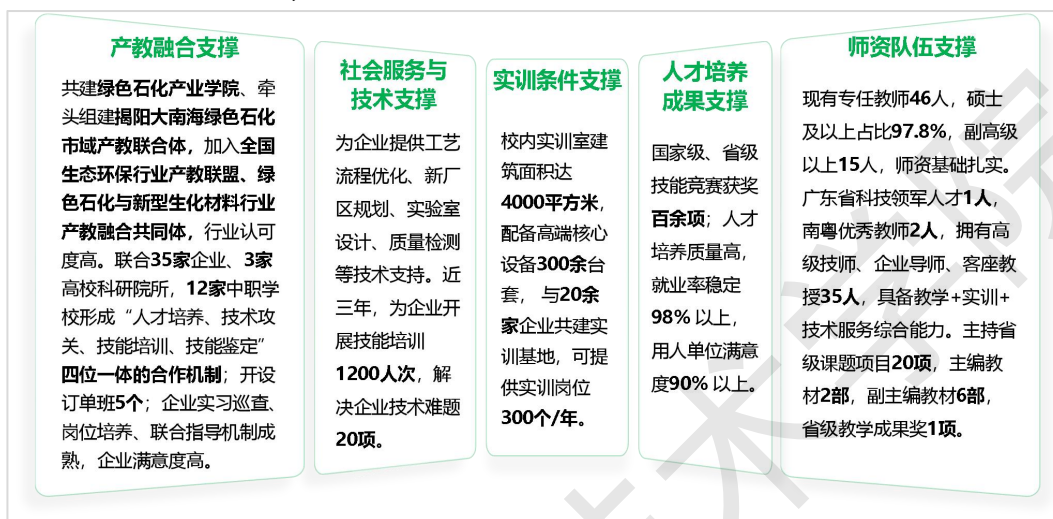 产教融合支撑
共建绿色石化产业学院、牵
头组建揭阳大南海绿色石化
市域产教联合体，加入全国
生态环保行业产教联盟、绿
色石化与新型生化材料行业
产教融合共同体，行业认可
度高。联合35家企业、3家
高校科研院所，12家中职学
校形成“人才培养、技术攻
关、技能培训、技能鉴定”
四位一体的合作机制；开设
订单班5个；企业实习巡查、
岗位培养、联合指导机制成
熟，企业满意度高。
社会服务与
技术支撑
为企业提供工艺
流程优化、新厂
区规划、实验室
设计、质量检测
等技术支持。近
三年，为企业开
展技能培训
1200人次，解
决企业技术难题
20项。
实训条件支撑
校内实训室建
筑面积达
4000平方米，
配备高端核心
设备300余台
套，与20余
家企业共建实
训基地，可提
供实训岗位
300个/年。
人才培养
成果支撑
国家级、省级
技能竞赛获奖
百余项；人才
培养质量高，
就业率稳定
98%以上，
用人单位满意
度90%以上。
师资队伍支撑
现有专任教师46人，硕士
及以上占比97.8%，副高级
以上15人，师资基础扎实。
广东省科技领军人才1人，
南粤优秀教师2人，拥有高
级技师、企业导师、客座教
授35人，具备教学+实训+
技术服务综合能力。主持省
级课题项目20项，主编教
材2部，副主编教材6部，
省级教学成果奖1项。
术学院